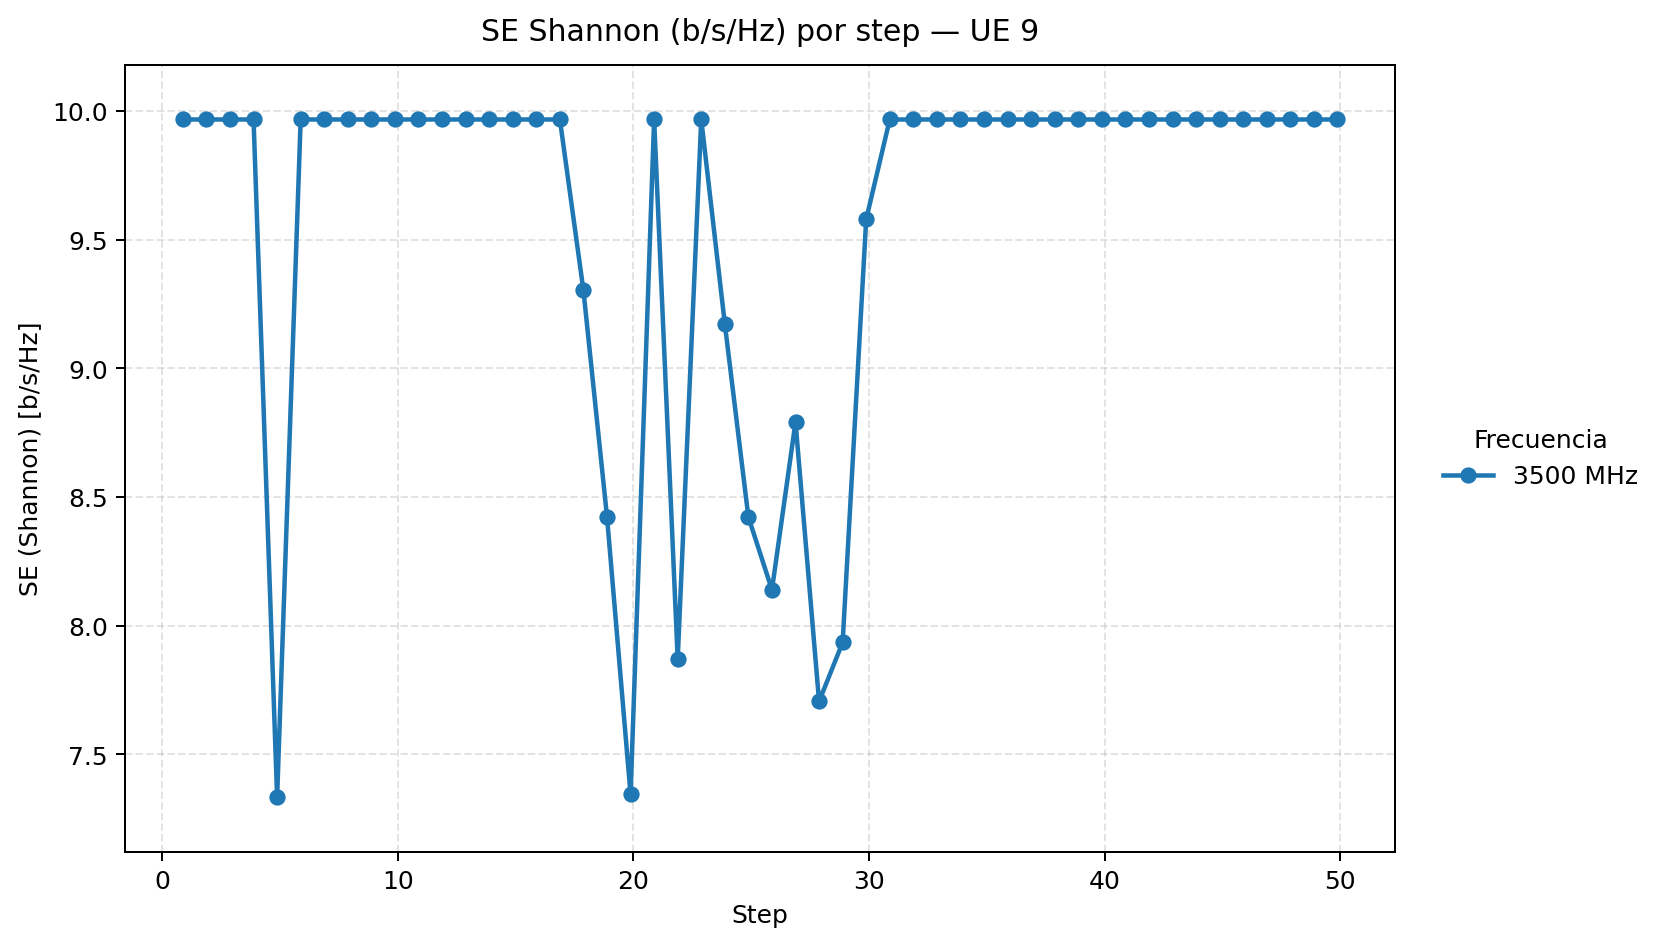 SE Shannon (b/s/Hz) por step — UE 9
SE (Shannon) [b/s/Hz]
10.0
9.5
9.0
8.5
8.0
7.5
0 10 20 30 40 50
Step
Frecuencia
3500 MHz